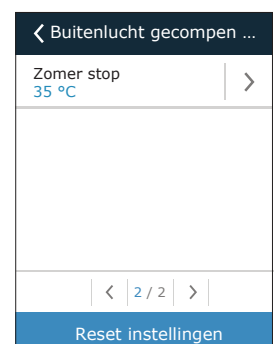 Buitenlucht gecompen ...
Zomer stop
35 °C
2 / 2
Reset instellingen